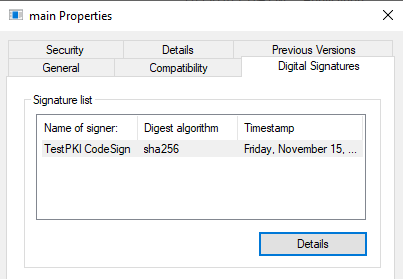 main Properties
Security Details Previous Versions
General Compatibility Digital Signatures
Signature list
Name of signer: Digest algorithm Timestamp
TestPKI CodeSign sha256 Friday, November 15, ...
Details